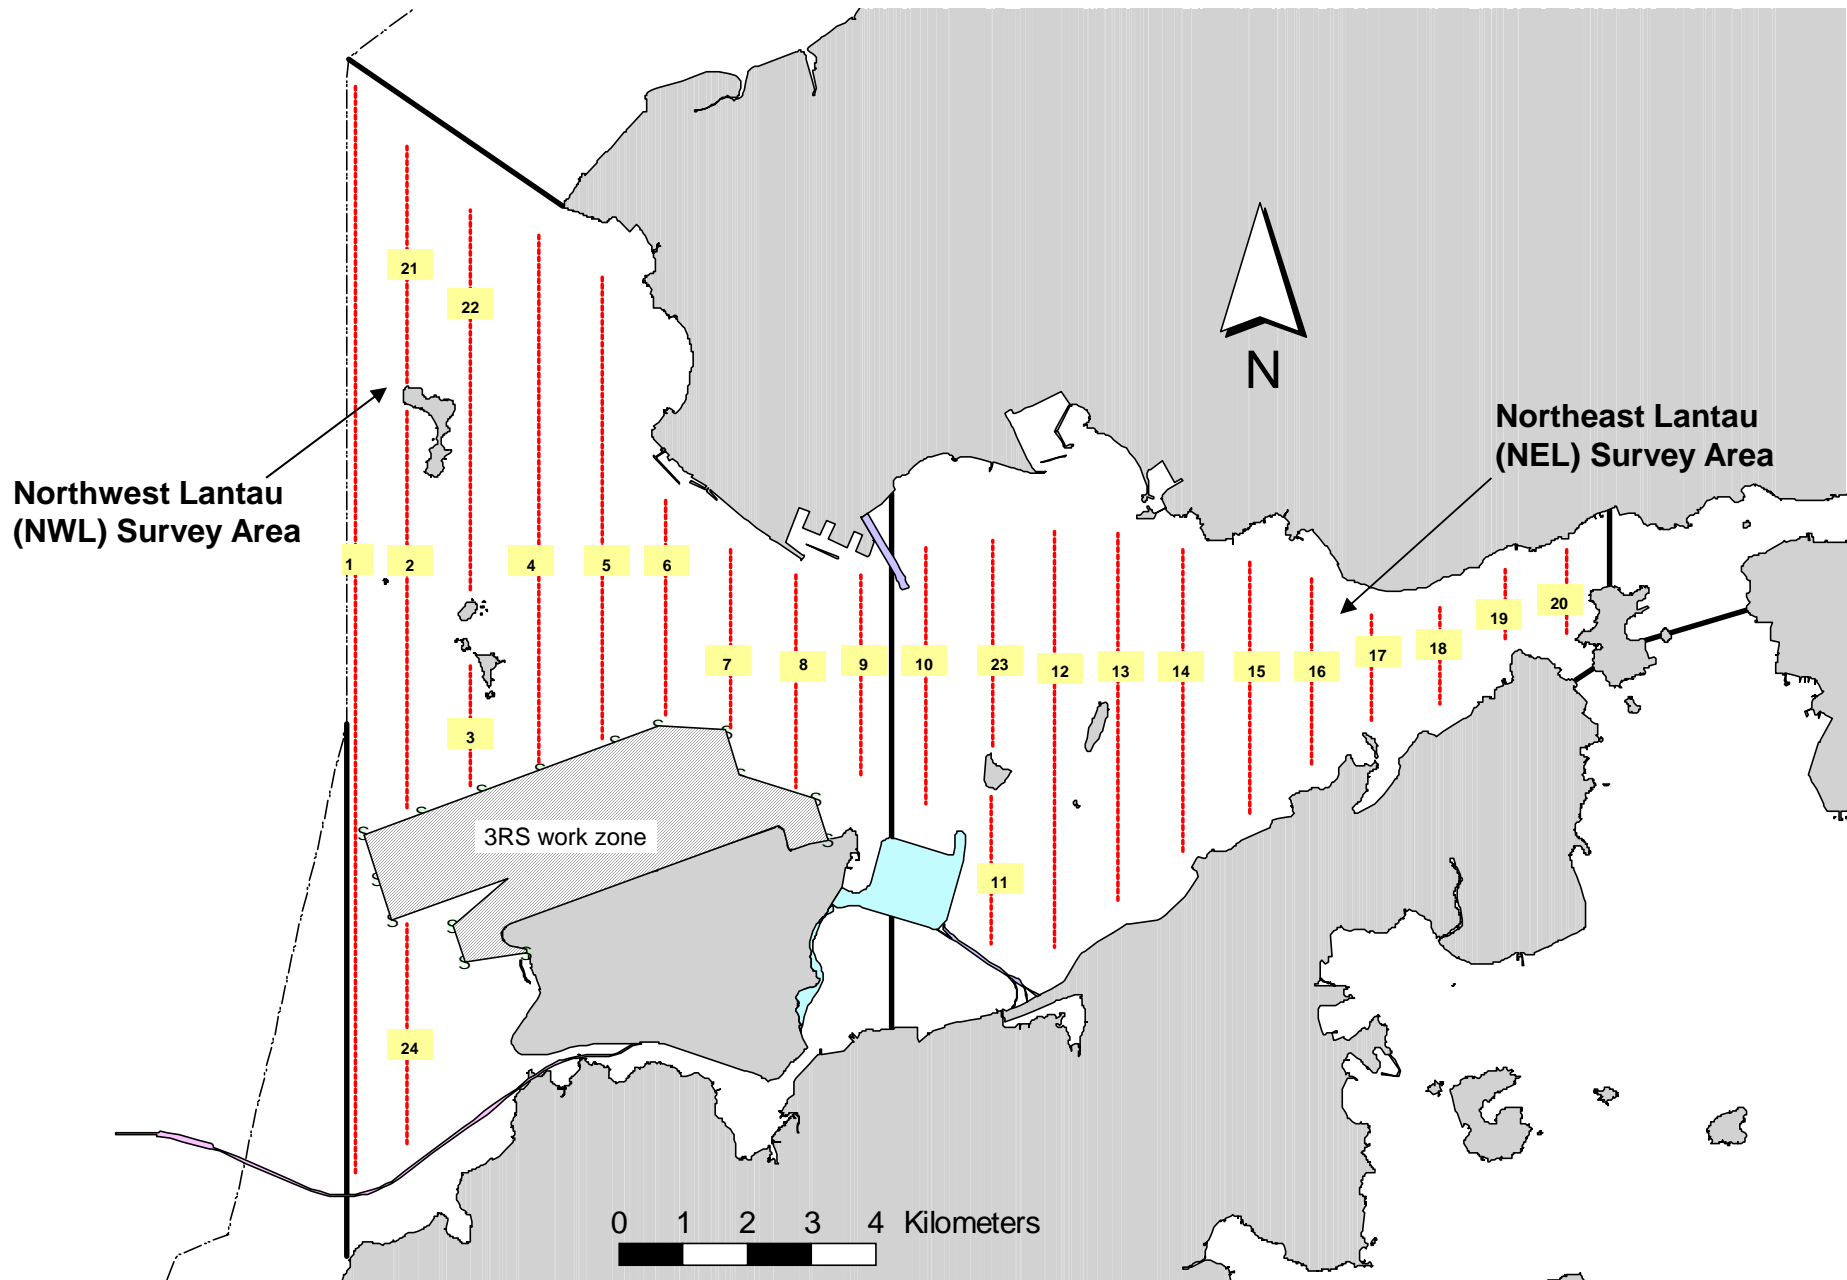 21
22
N
Northeast Lantau
(NEL) Survey Area
Northwest Lantau
(NWL) Survey Area
1
2
4
5
6
19
20
7
8
9
10
23
12
13
14
15
16
17
18
3
S
S
S
S
S
S
S
S
S
S
S
3RS work zone
S
S
S
S
S
11
24
0 1 2 3 4 Kilometers